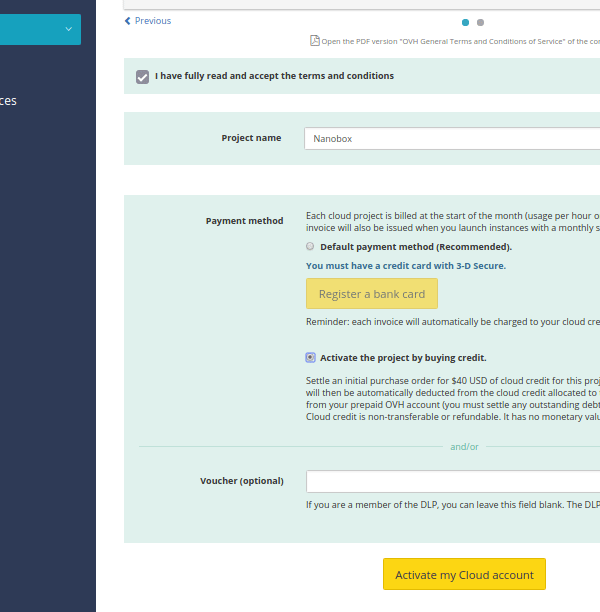 Previous
Open the PDF version "OVH General Terms and Conditions of Service" of the
ces
I have fully read and accept the terms and conditions
Project name
Nanobox
Payment method
Each cloud project is billed at the start of the month (usage per hour
invoice will also be issued when you launch instances with a monthly
Default payment method (Recommended).
You must have a credit card with 3-D Secure.
Register a bank card
Reminder: each invoice will automatically be charged to your cloud
Activate the project by buying credit.
Settle an initial purchase order for $40 USD of cloud credit for this
will then be automatically deducted from the cloud credit allocated to
from your prepaid OVH account (you must settle any outstanding
Cloud credit is non-transferable or refundable. It has no monetary
and/or
Voucher (optional)
If you are a member of the DLP, you can leave this field blank. The DLP
Activate my Cloud account